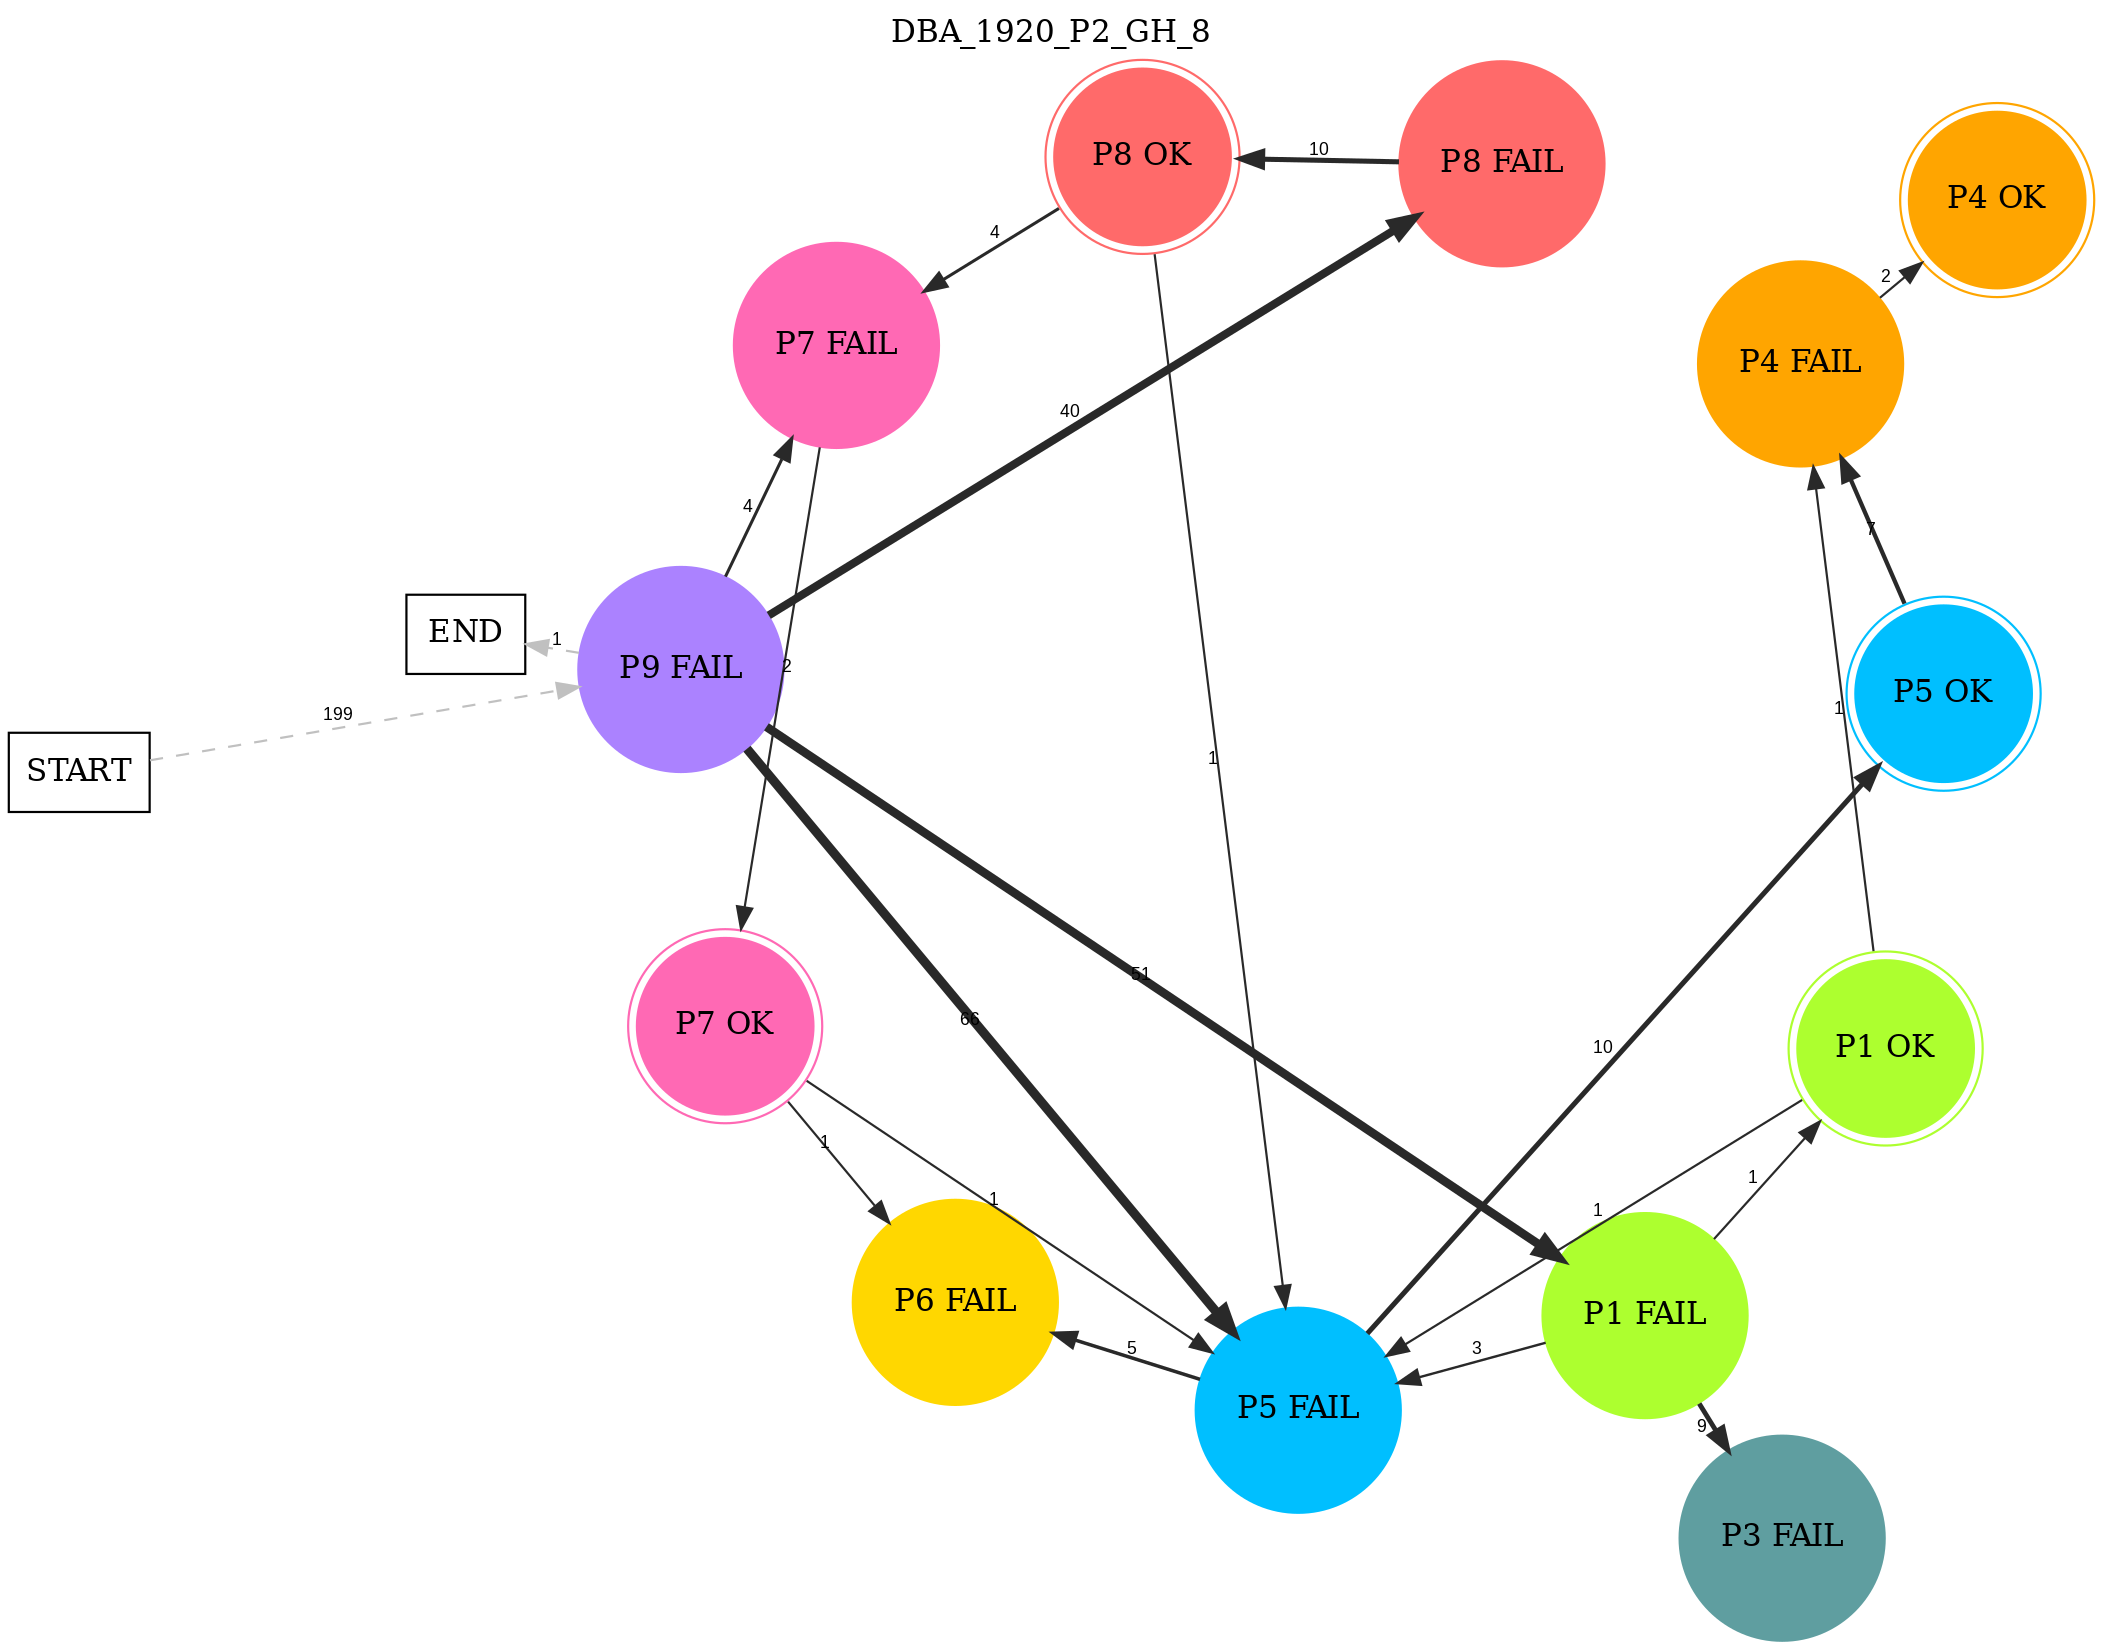 DBA_1920_P2_GH_8
P8 OK
10
P8 FAIL
P4 OK
4
2
P7 FAIL
P4 FAIL
40
4
7
END
1
P9 FAIL
2
P5 OK
199
1
START
1
51
P7 OK
66
10
P1 OK
1
1
1
1
P6 FAIL
P1 FAIL
5
3
P5 FAIL
9
P3 FAIL